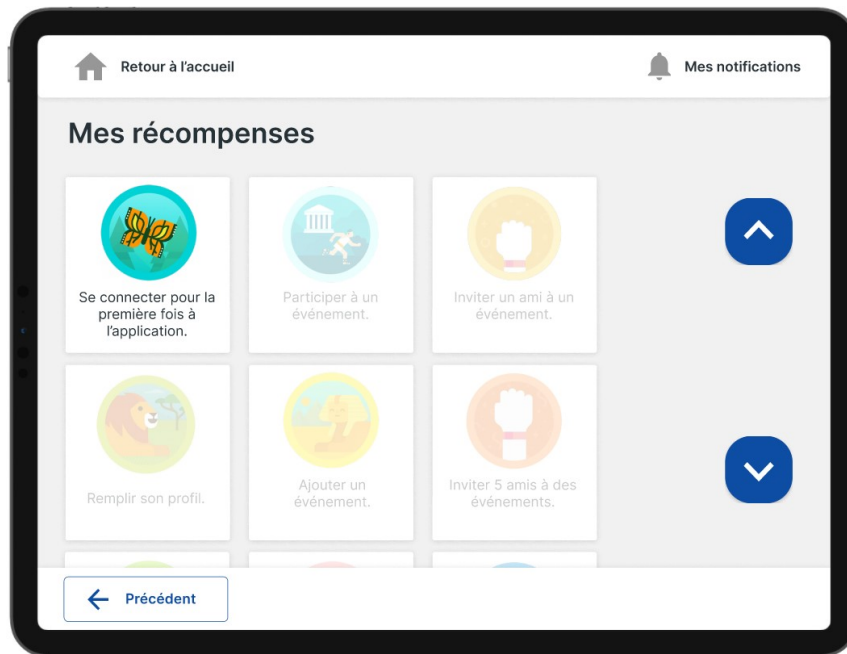 Retour à l’accueil
Mes notifications
Mes récompenses
Se connecter pour la
première fois à
l’application.
Participer à un
événement.
Inviter un ami à un
événement.
Remplir son profil.
Ajouter un
événement.
Inviter 5 amis à des
événements.
Précédent